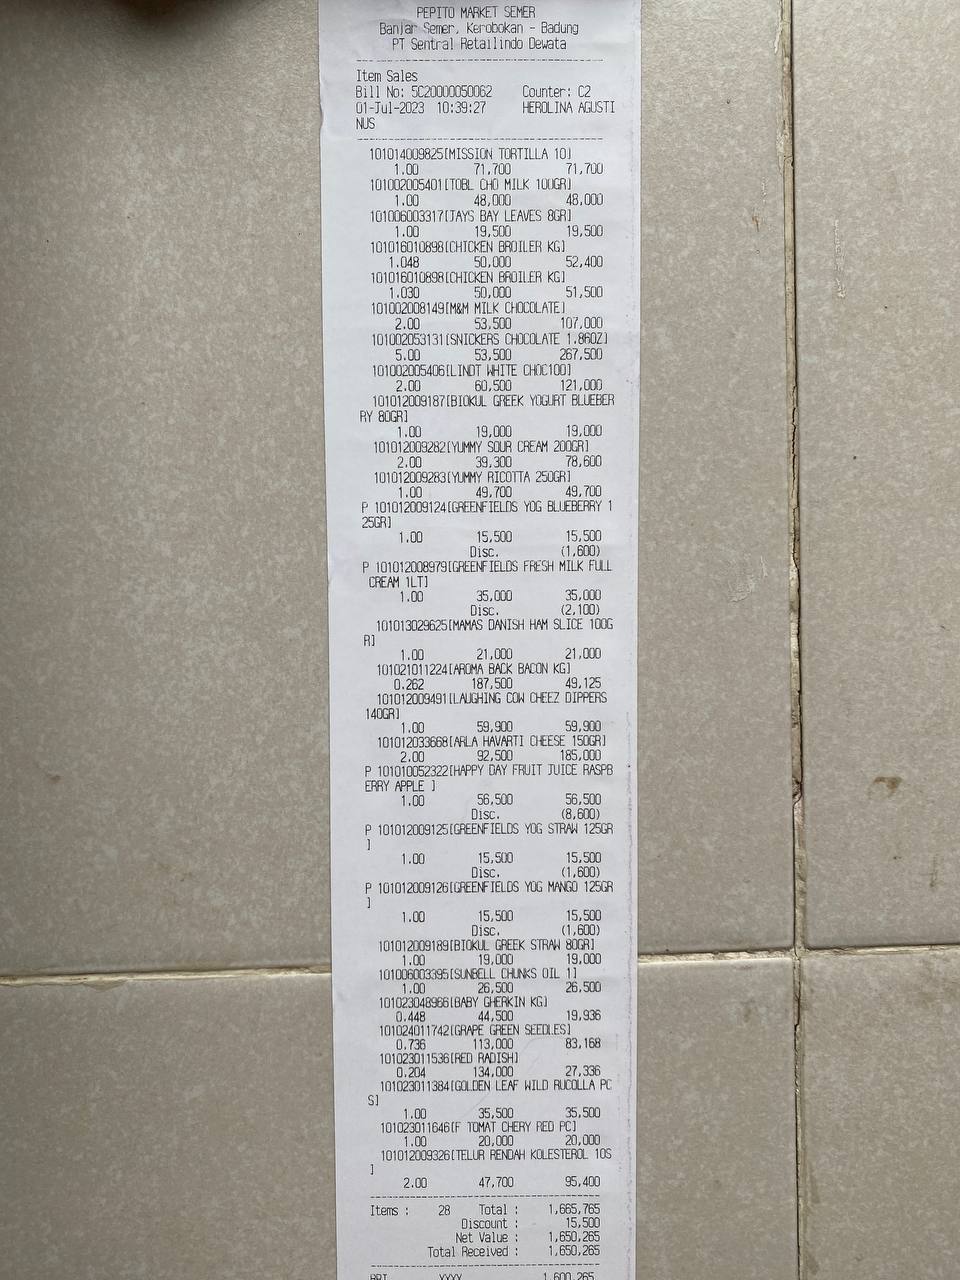 PEPITO MARKET SEMER
Banjar Semer, Kerobokan - Badung
PT Sentral Retailindo Dewata
Item Sales
Bill No: 5C20000050062 Counter: C2
01-Jul-2023 10:39:27 HEROLINA AGUSTI
NUS
101014009825[MISSION TORTILLA 10]
1.00 71,700 71,700
101002005401[TOBL CHO MILK 100GR]
1.00 48,000 48,000
101006003317[JAYS BAY LEAVES 8GR]
1.00 19,500 19,500
101016010898[CHICKEN BROILER KG]
1.048 50,000 52,400
101016010898[CHICKEN BROILER KG]
1.030 50,000 51,500
101002008149[M&M MILK CHOCOLATE]
2.00 53,500 107,000
101002053131[SNICKERS CHOCOLATE 1.86OZ]
5.00 53,500 267,500
101002005406[LINDT WHITE CHOC100]
2.00 60,500 121,000
101012009187[BIOKUL GREEK YOGURT BLUEBER
RY 80GR]
1.00 19,000 19,000
101012009282[YUMMY SOUR CREAM 200GR]
2.00 39,300 78,600
101012009283[YUMMY RICOTTA 250GR]
1.00 49,700 49,700
P 101012009124[GREENFIELDS YOG BLUEBERRY 1
25GR]
1.00 15,500 15,500
Disc. (1,600)
P 101012008979[GREENFIELDS FRESH MILK FULL
CREAM 1LT]
1.00 35,000 35,000
Disc. (2,100)
101013029625[MAMAS DANISH HAM SLICE 100G
R]
1.00 21,000 21,000
101021011224[AROMA BACK BACON KG]
0.262 187,500 49,125
101012009491[LAUGHING COW CHEEZ DIPPERS
140GR]
1.00 59,900 59,900
101012033668[ARLA HAVARTI CHEESE 150GR]
2.00 92,500 185,000
P 101010052322[HAPPY DAY FRUIT JUICE RASPB
ERRY APPLE ]
1.00 56,500 56,500
Disc. (8,600)
P 101012009125[GREENFIELDS YOG STRAW 125GR
]
1.00 15,500 15,500
Disc. (1,600)
P 101012009126[GREENFIELDS YOG MANGO 125GR
]
1.00 15,500 15,500
Disc. (1,600)
101012009189[BIOKUL GREEK STRAW 80GR]
1.00 19,000 19,000
101006003395[SUNBELL CHUNKS OIL 1]
1.00 26,500 26,500
101023048966[BABY GHERKIN KG]
0.448 44,500 19,936
101024011742[GRAPE GREEN SEEDLES]
0.736 113,000 83,168
101023011536[RED RADISH]
0.204 134,000 27,336
101023011384[GOLDEN LEAF WILD RUCOLLA PC
S]
1.00 35,500 35,500
101023011646[F TOMAT CHERY RED PC]
1.00 20,000 20,000
101012009326[TELUR RENDAH KOLESTEROL 10S
]
2.00 47,700 95,400
Items : 28 Total : 1,665,765
Discount : 15,500
Net Value : 1,650,265
Total Received : 1,650,265
BRI XXXX 1,600,265